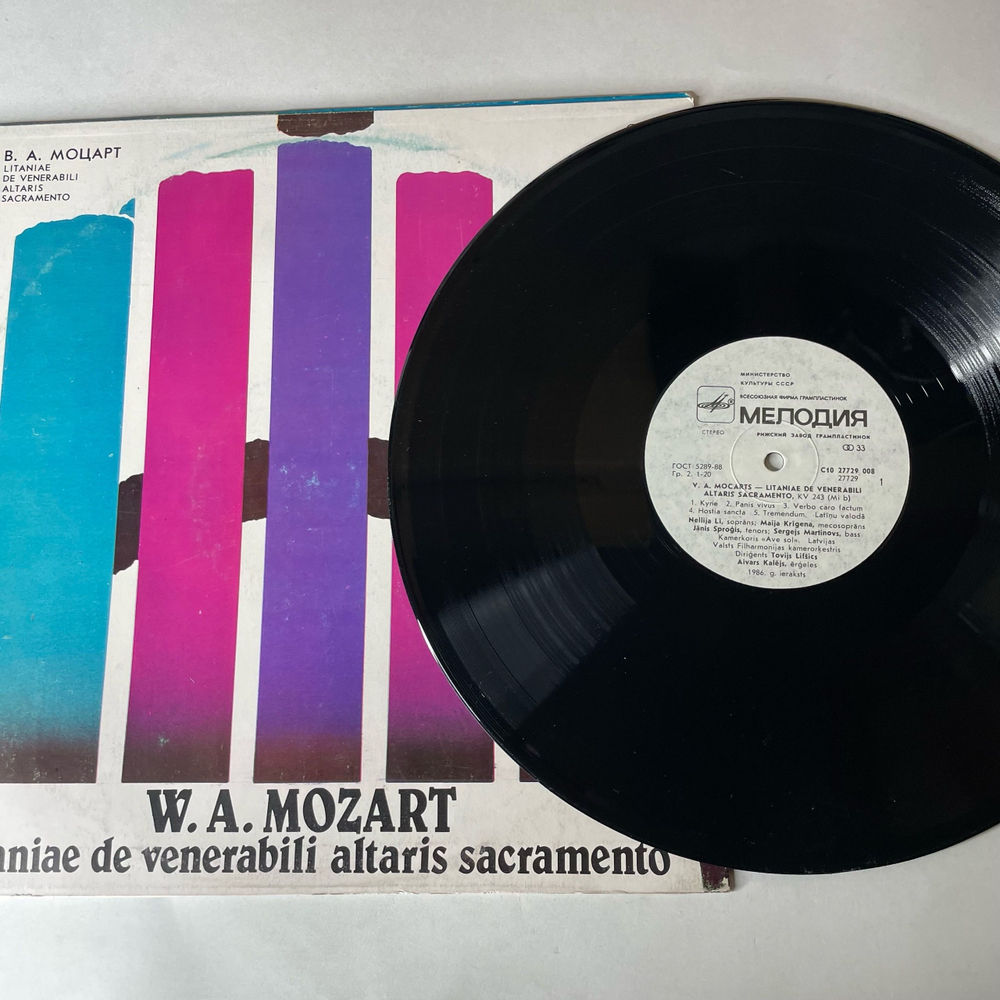 В. А. МОЦАРТ
LITANIAE
DE VENERABILI
ALTARIS
SACRAMENTO
W. A. MOZART
niae de venerabili altaris sacramento
МИНИСТЕРСТВО
КУЛЬТУРЫ СССР
ВСЕСОЮЗНАЯ ФИРМА ГРАМПЛАСТИНОК
МЕЛОДИЯ
СТЕРЕО
РИЖСКИЙ ЗАВОД ГРАМПЛАСТИНОК
33
ГОСТ 5289-88
Гр. 2. 1-20
С10 27729 008
27729
1
V. A. MOCARTS — LITANIAE DE VENERABILI
ALTARIS SACRAMENTO, KV 243 (Mi b)
1. Kyrie 2. Panis vivus 3. Verbo caro factum
4. Hostia sancta 5. Tremendum. Latīņu valodā
Nellija Li, soprāns; Maija Krīgena, mecosoprāns
Jānis Sproģis, tenors; Sergejs Martinovs, bass
Kamerkoris «Ave sol». Latvijas
Valsts Filharmonijas kamerorķestris
Diriģents Tovijs Lifšics
Aivars Kalējs, ērģeles
1986. g. ieraksts